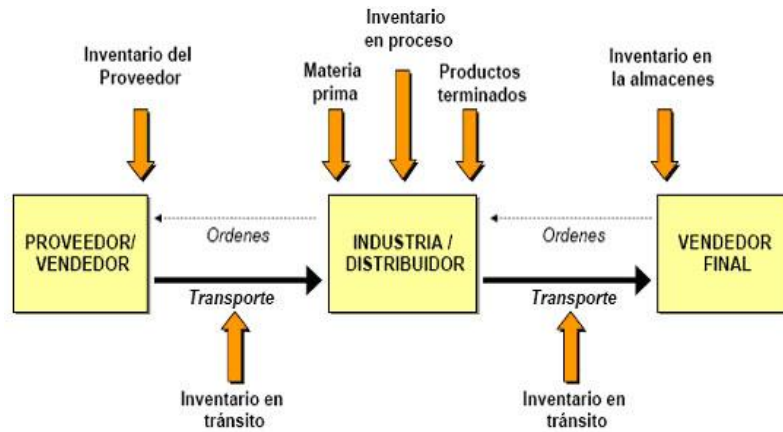 Inventario del
Proveedor
Materia
prima
Inventario
en proceso
Productos
terminados
Inventario en
la almacenes
PROVEEDOR/
VENDEDOR
Ordenes
Transporte
INDUSTRIA /
DISTRIBUIDOR
Ordenes
Transporte
VENDEDOR
FINAL
Inventario en
tránsito
Inventario en
tránsito